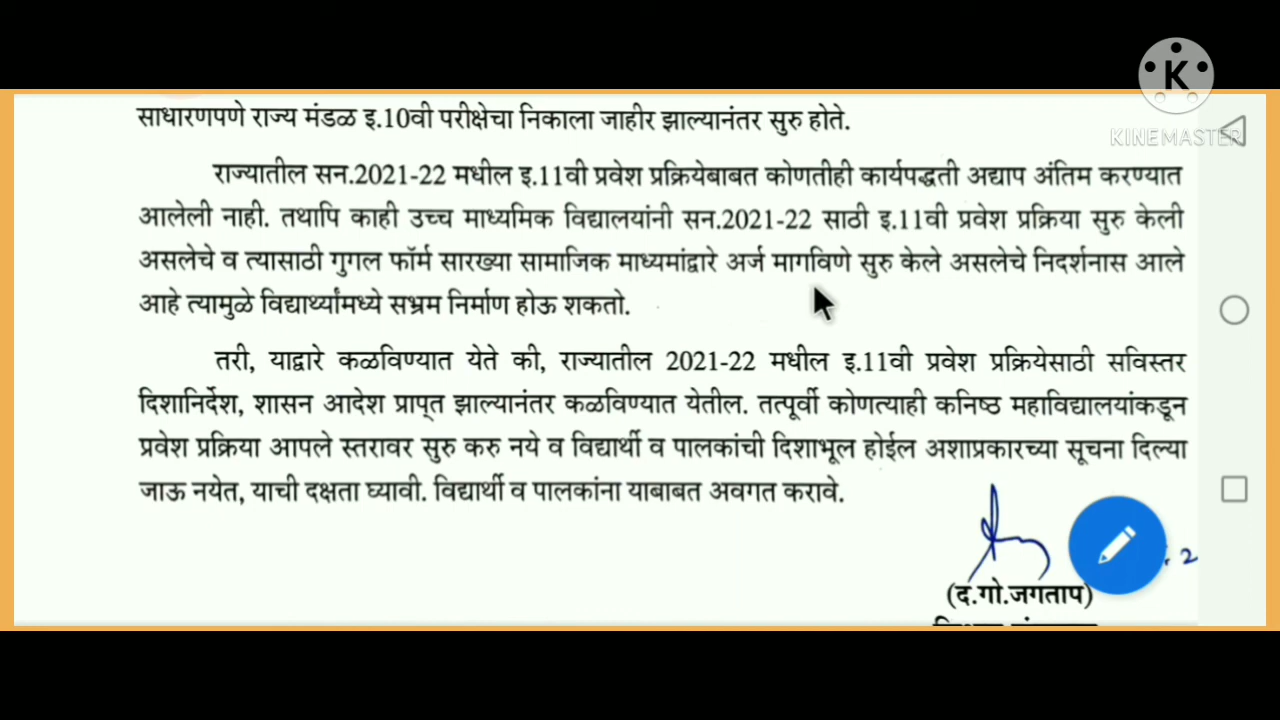 साधारणपणे राज्य मंडळ इ.10वी परीक्षेचा निकाला जाहीर झाल्यानंतर सुरु होते.
राज्यातील सन.2021-22 मधील इ.11वी प्रवेश प्रक्रियेबाबत कोणतीही कार्यपद्धती अद्याप अंतिम करण्यात
आलेली नाही. तथापि काही उच्च माध्यमिक विद्यालयांनी सन.2021-22 साठी इ.11वी प्रवेश प्रक्रिया सुरु केली
असलेचे व त्यासाठी गुगल फॉर्म सारख्या सामाजिक माध्यमांद्वारे अर्ज मागविणे सुरु केले असलेचे निदर्शनास आले
आहे त्यामुळे विद्यार्थ्यांमध्ये सभ्रम निर्माण होऊ शकतो.
तरी, याद्वारे कळविण्यात येते की, राज्यातील 2021-22 मधील इ.11वी प्रवेश प्रक्रियेसाठी सविस्तर
दिशानिर्देश, शासन आदेश प्राप्‍त झाल्यानंतर कळविण्यात येतील. तत्पूर्वी कोणत्याही कनिष्ठ महाविद्यालयांकडून
प्रवेश प्रक्रिया आपले स्तरावर सुरु करु नये व विद्यार्थी व पालकांची दिशाभूल होईल अशाप्रकारच्या सूचना दिल्या
जाऊ नयेत, याची दक्षता घ्यावी. विद्यार्थी व पालकांना याबाबत अवगत करावे.
(द.गो.जगताप)
K
KINEMASTER